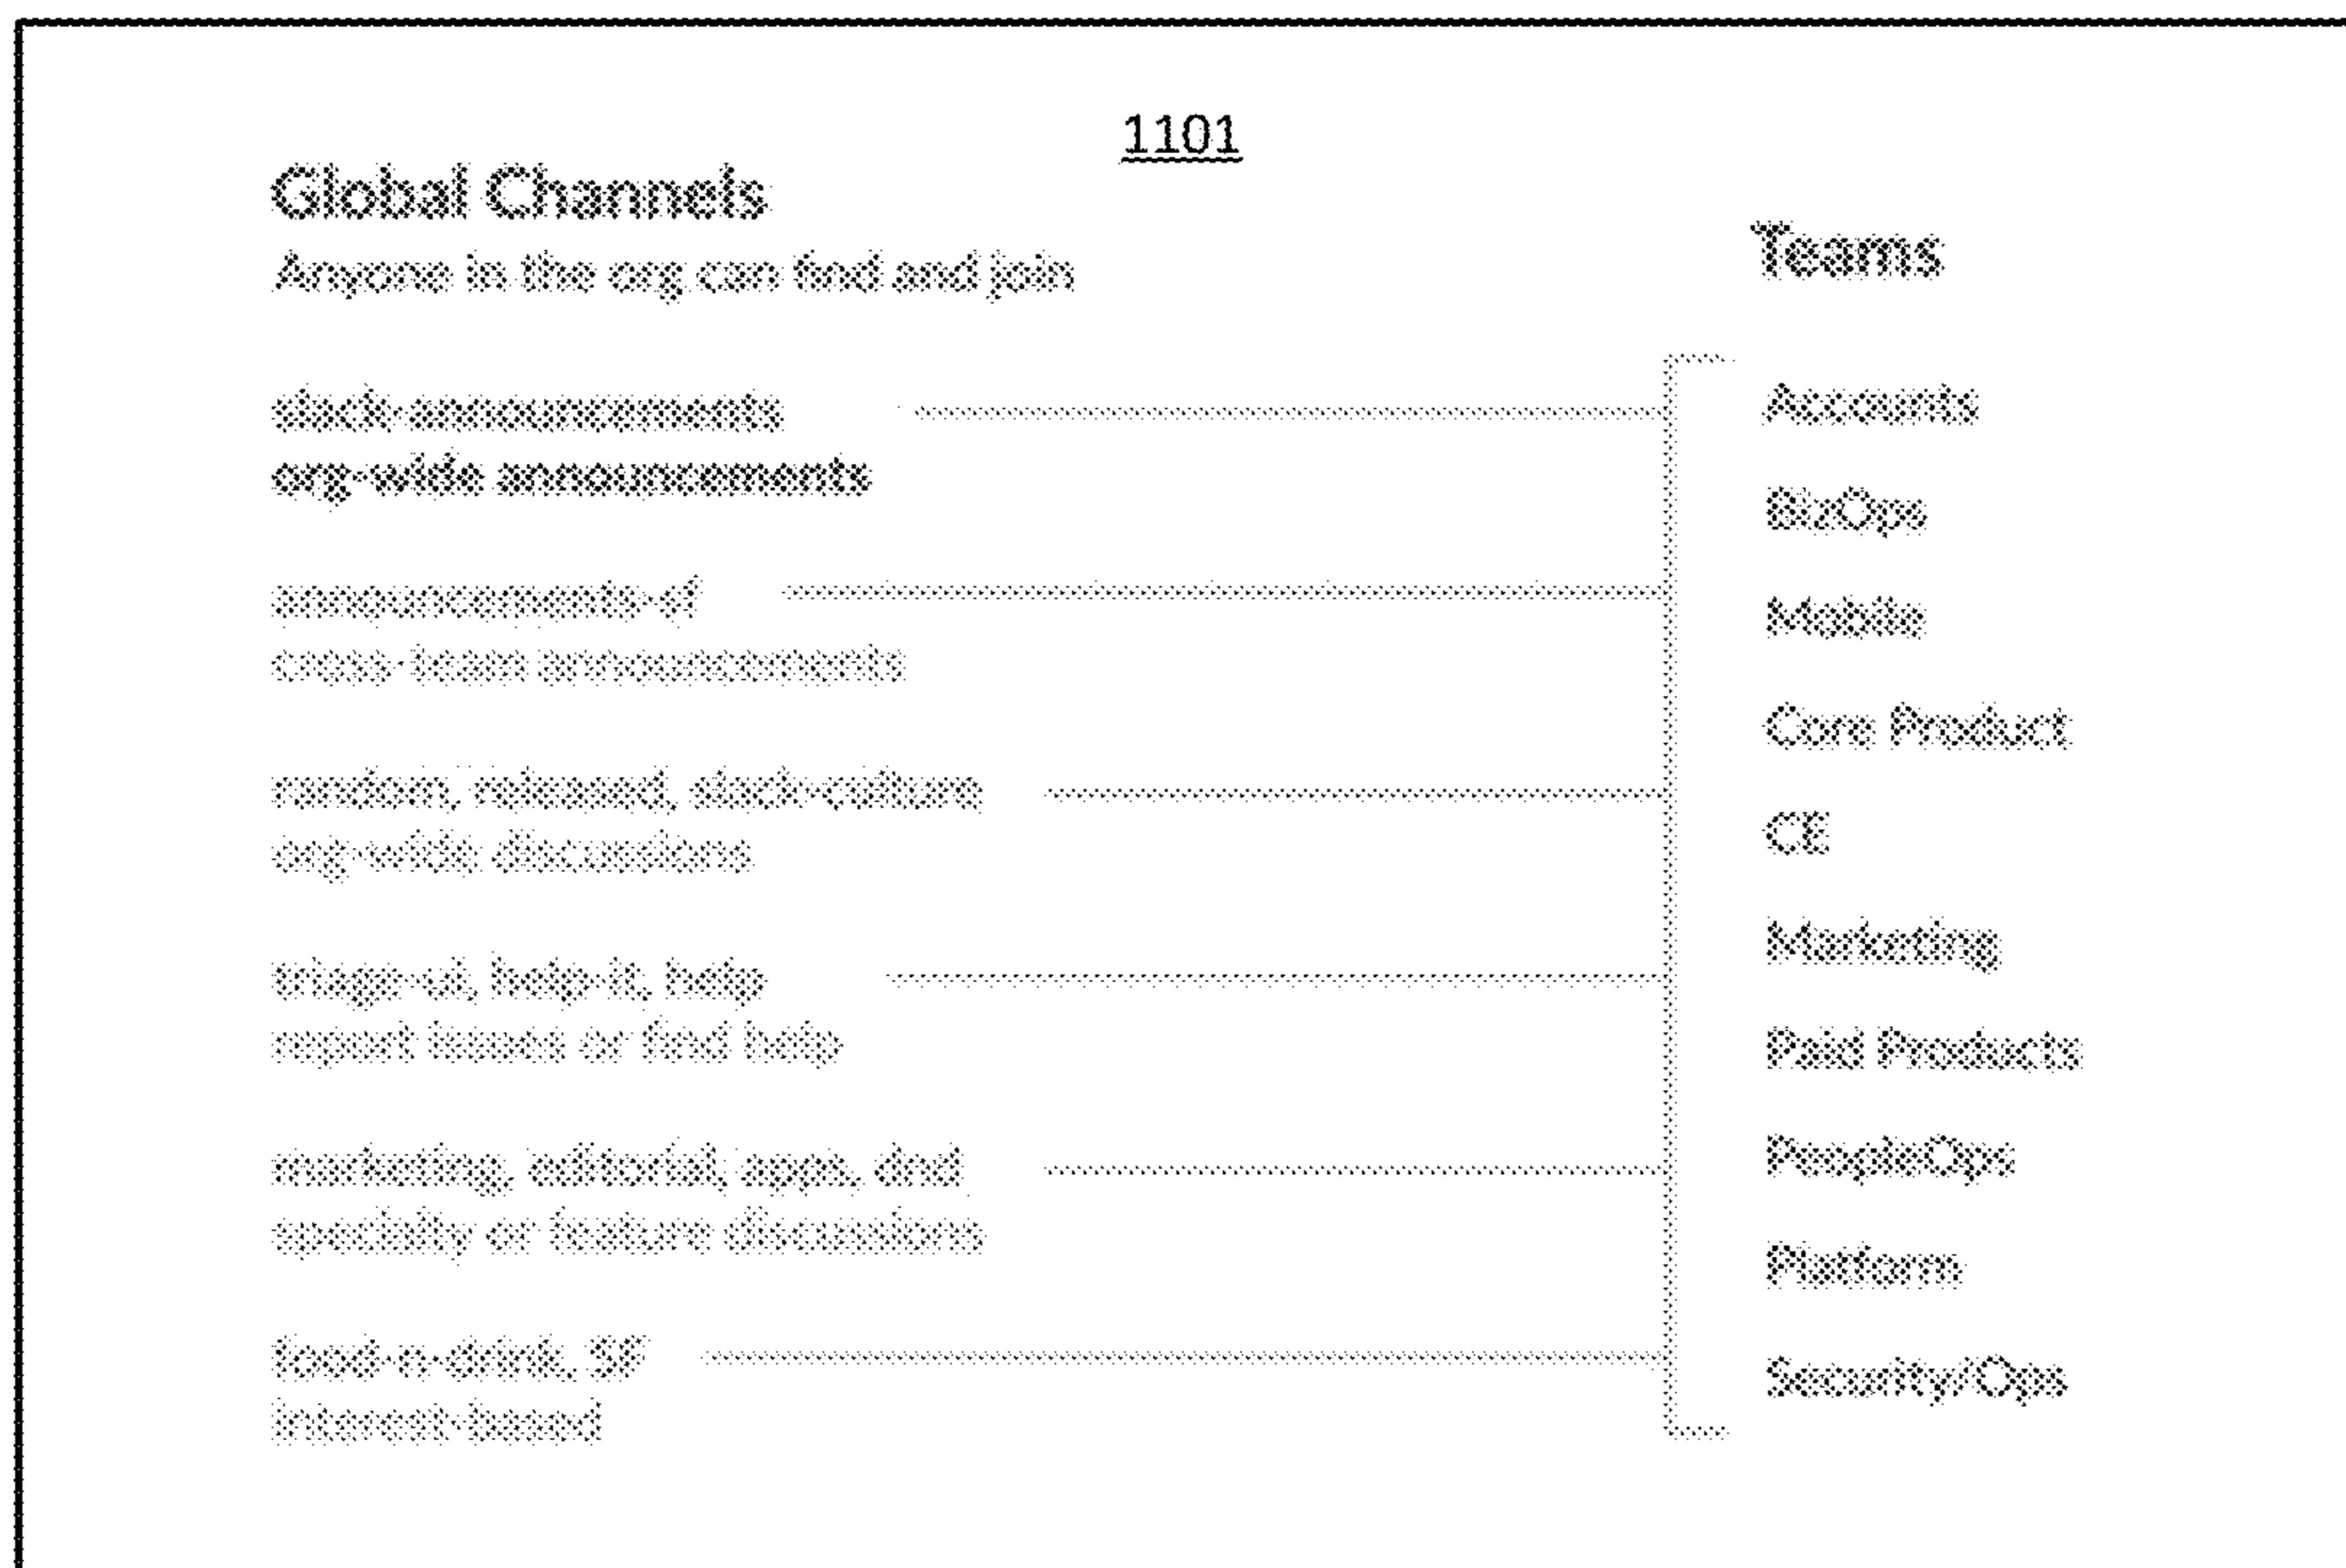 1101
Global Channels
Anyone in the org can find and join
slack-announcements
org-wide announcements
announcements-sf
cross-team announcements
random, released, slack-culture
org-wide discussions
triage-ui, help-it, help
report issues or find help
marketing, editorial, apps, dnd
specialty or feature discussions
food-n-drink, SF
interest-based
Teams
Accounts
BizOps
Mobile
Core Product
CE
Marketing
Paid Products
PeopleOps
Platform
Security/Ops